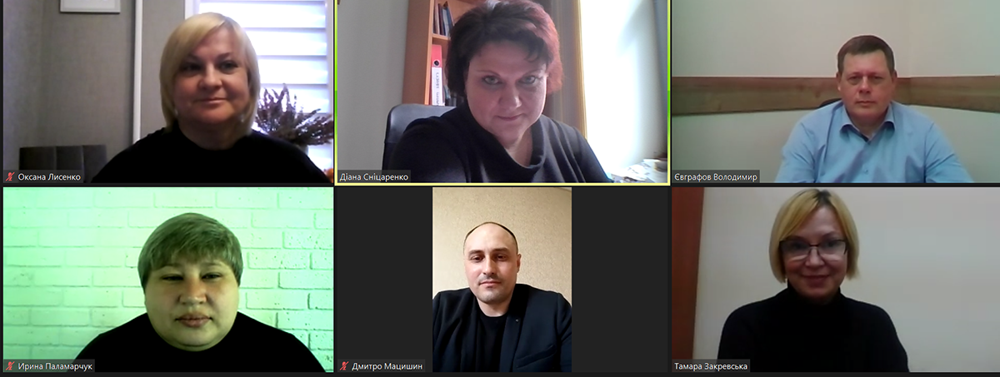 Оксана Лисенко
Діана Сніцаренко
Євграфов Володимир
Ирина Паламарчук
Дмитро Мацишин
Тамара Закревська